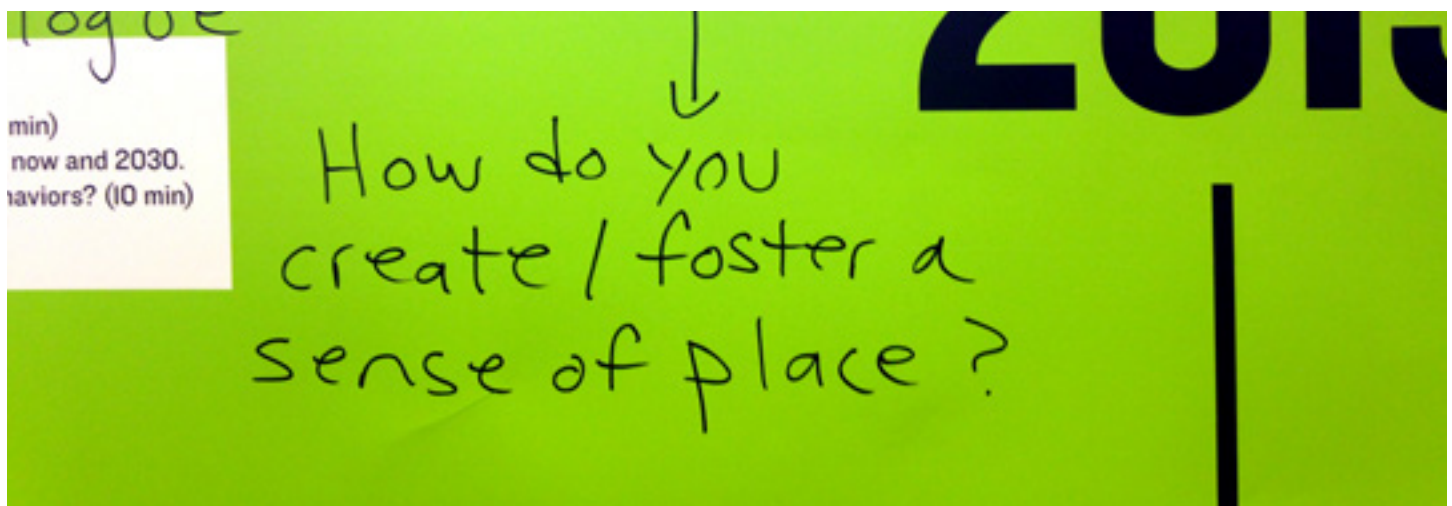 min)
now and 2030.
haviors? (10 min)
How do you
create / foster a
sense of place?